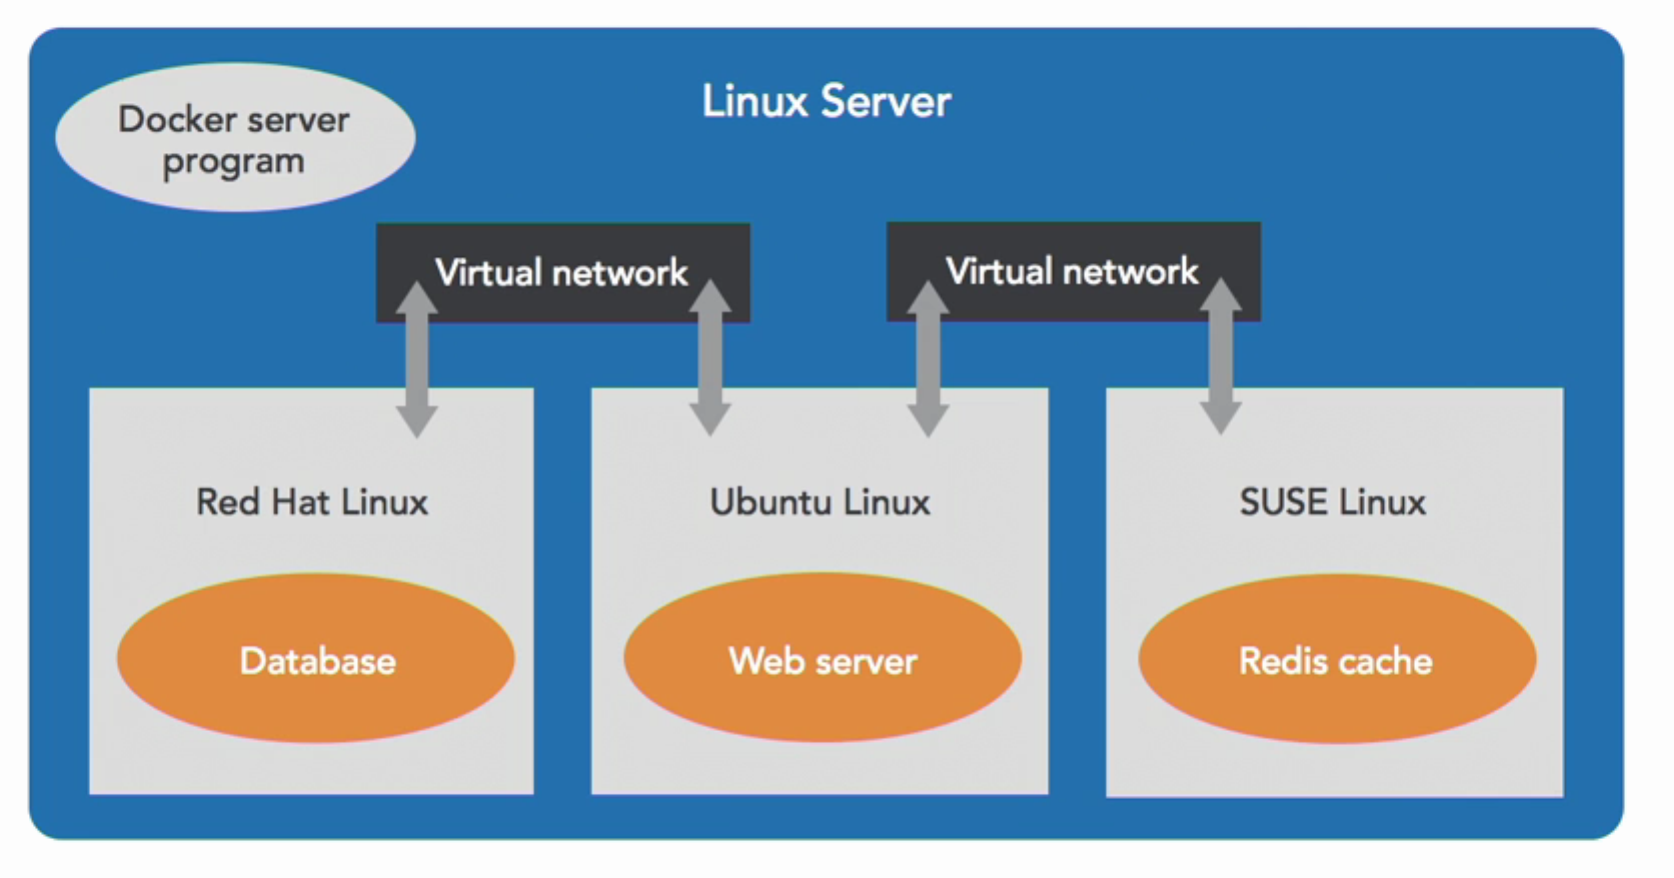 Linux Server
Docker server
program
Virtual network
Virtual network
Red Hat Linux
Ubuntu Linux
SUSE Linux
Database
Web server
Redis cache